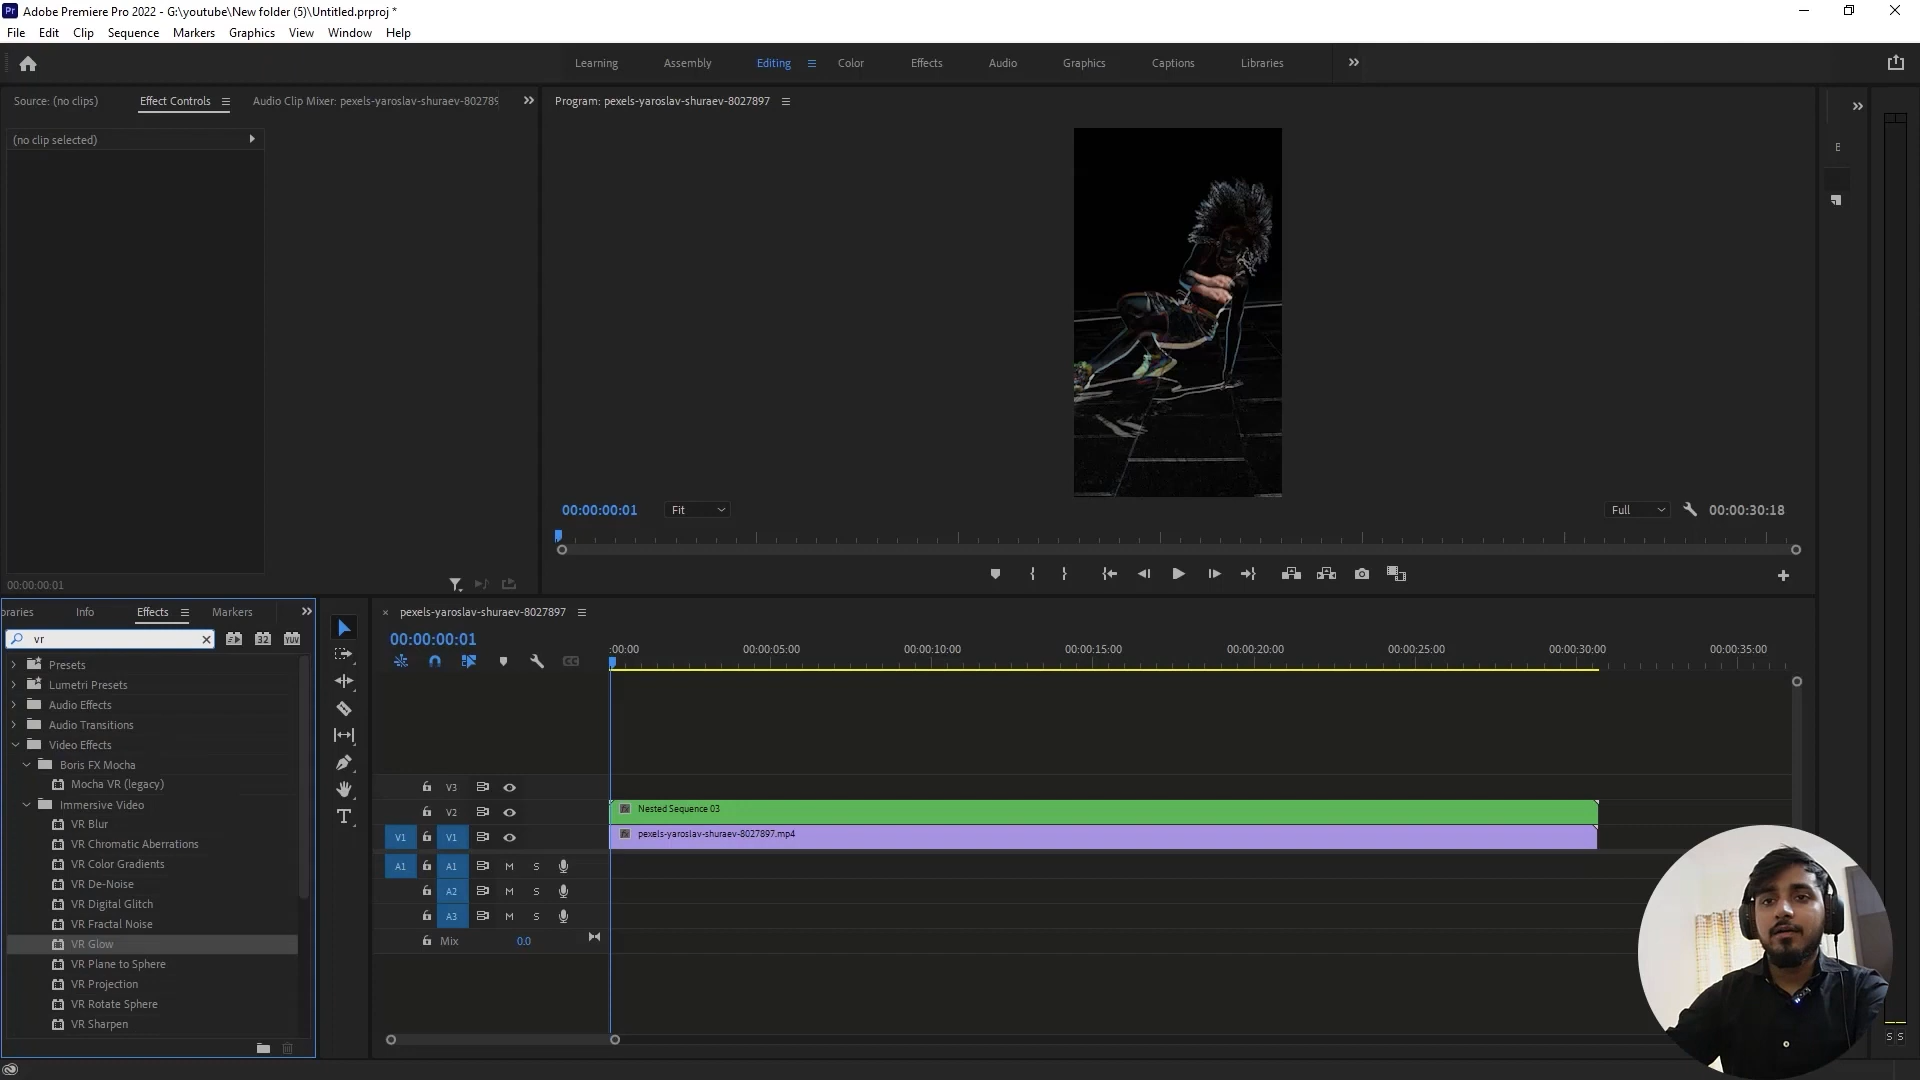 Adobe Premiere Pro 2022 - G:\youtube\New folder (5)\Untitled.prproj *
File Edit Clip Sequence Markers Graphics View Window Help
Learning Assembly Editing Color Effects Audio Graphics Captions Libraries
Source: (no clips) Effect Controls Audio Clip Mixer: pexels-yaroslav-shuraev-802789
Program: pexels-yaroslav-shuraev-8027897
(no clip selected)
E
00:00:00:01 Fit Full 00:00:30:18
00:00:00:01
braries Info Effects Markers
pexels-yaroslav-shuraev-8027897
vr
32 YUV
00:00:00:01
:00:00 00:00:05:00 00:00:10:00 00:00:15:00 00:00:20:00 00:00:25:00 00:00:30:00 00:00:35:00
Presets
Lumetri Presets
Audio Effects
Audio Transitions
Video Effects
Boris FX Mocha
Mocha VR (legacy)
Immersive Video
VR Blur
VR Chromatic Aberrations
VR Color Gradients
VR De-Noise
VR Digital Glitch
VR Fractal Noise
VR Glow
VR Plane to Sphere
VR Projection
VR Rotate Sphere
VR Sharpen
V3
V2 Nested Sequence 03
V1 V1 pexels-yaroslav-shuraev-8027897.mp4
A1 A1 M S
A2 M S
A3 M S
Mix 0.0
S S